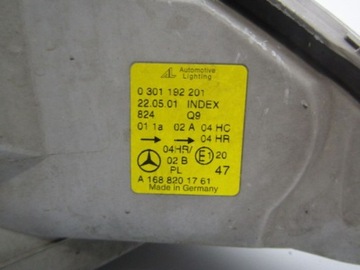 Automotive
Lighting
0 301 192 201
22.05.01 INDEX
824 Q9
01 1a 02 A 04 HC
04 HR
04HR/
02 B E1 20
PL 47
A 168 820 17 61
Made in Germany